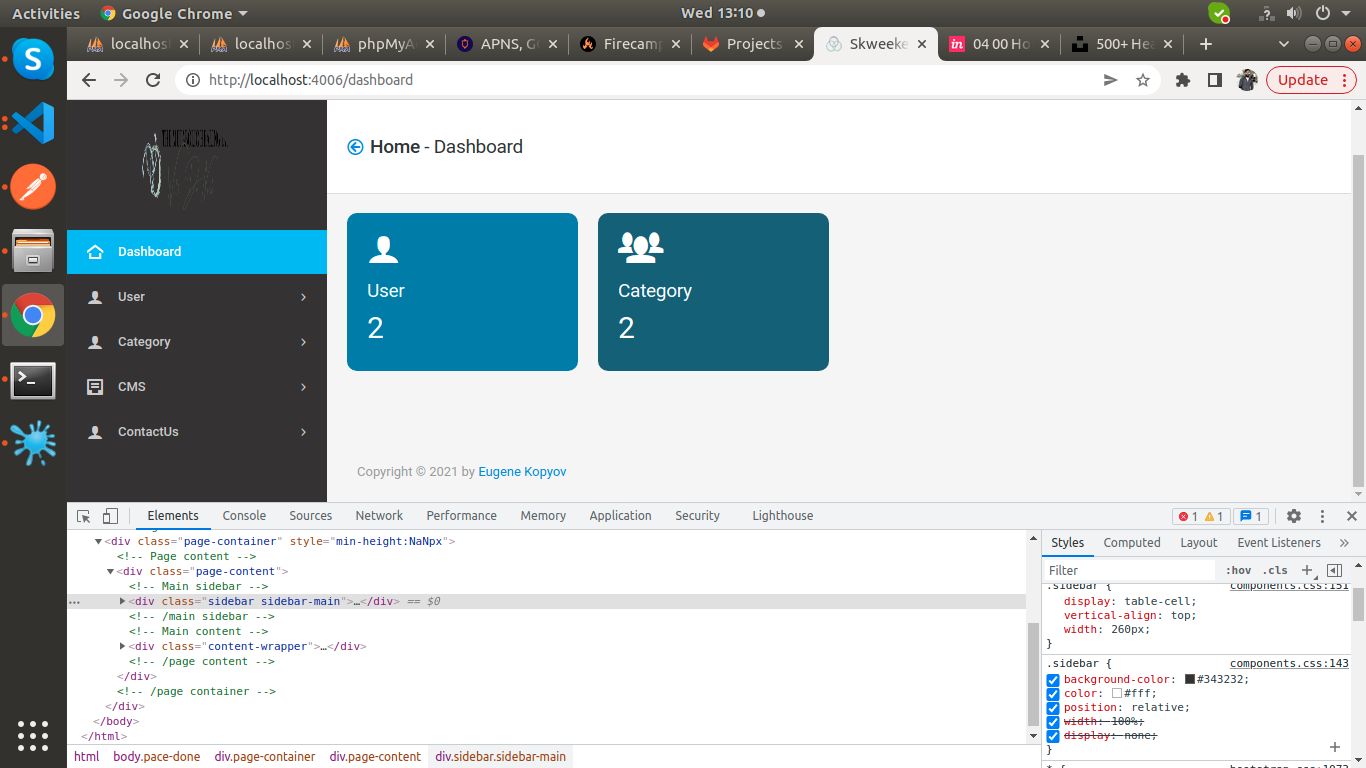 Activities Google Chrome Wed 13:10
localhos localhos phpMyA APNS, G Firecam Projects Skweeke 04 00 Ho 500+ Hea
http://localhost:4006/dashboard Update
Home - Dashboard
Dashboard
User
Category
CMS
ContactUs
User
2
Category
2
Copyright © 2021 by Eugene Kopyov
Elements Console Sources Network Performance Memory Application Security Lighthouse 1 1 1
<div class="page-container" style="min-height:NaNpx">
<!-- Page content -->
<div class="page-content">
<!-- Main sidebar -->
... <div class="sidebar sidebar-main">…</div> == $0
<!-- /main sidebar -->
<!-- Main content -->
<div class="content-wrapper">…</div>
<!-- /page content -->
</div>
<!-- /page container -->
</div>
</body>
</html>
html body.pace-done div.page-container div.page-content div.sidebar.sidebar-main
Styles Computed Layout Event Listeners »
Filter :hov .cls +
.sidebar { components.css:151
display: table-cell;
vertical-align: top;
width: 260px;
}
.sidebar { components.css:143
background-color: #343232;
color: #fff;
position: relative;
width: 100%;
display: none;
}
* { bootstrap.css:1073